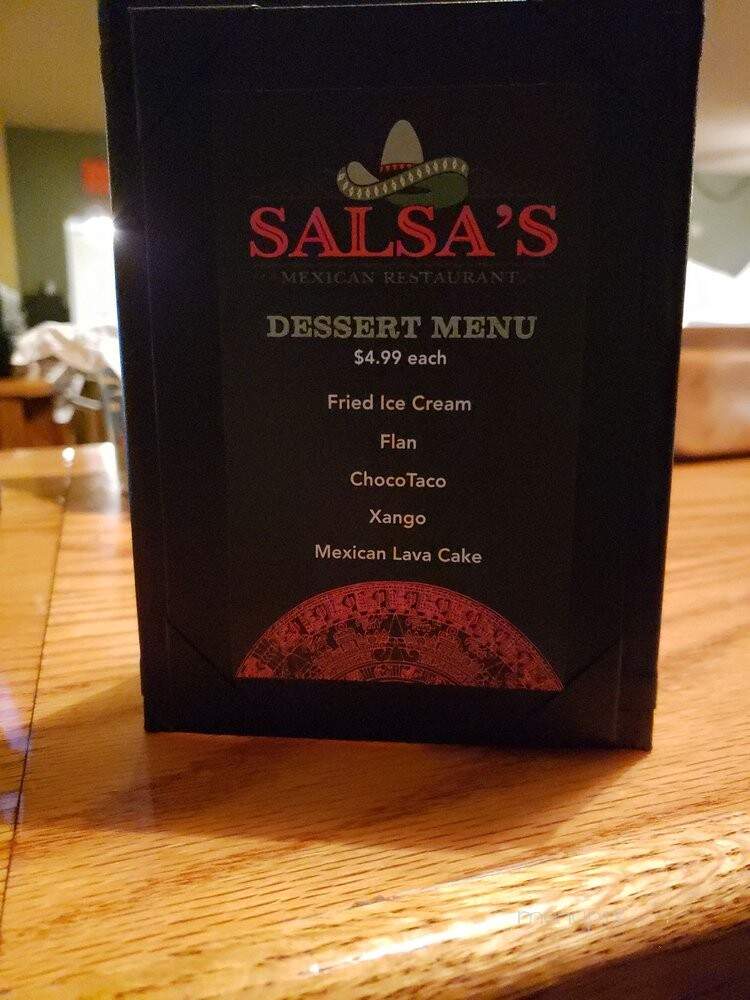 SALSA'S
MEXICAN RESTAURANT
DESSERT MENU
$4.99 each
Fried Ice Cream
Flan
ChocoTaco
Xango
Mexican Lava Cake